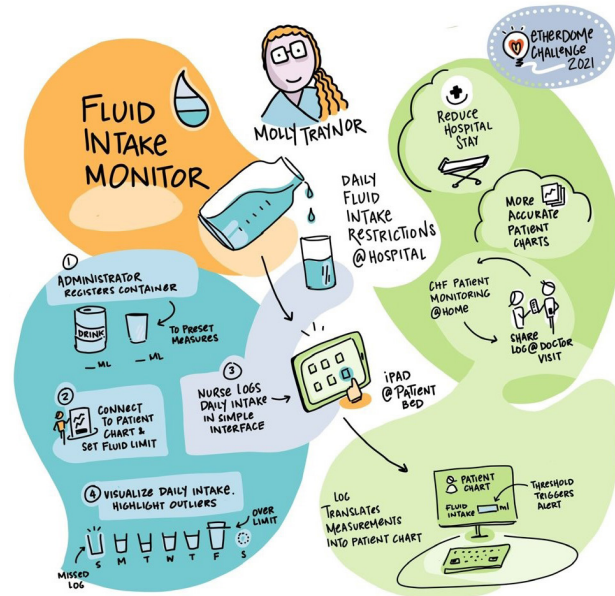 ETHERDOME
CHALLENGE
2021
FLUID
INTAKE
MONITOR
MOLLY TRAYNOR
DAILY
FLUID
INTAKE
RESTRICTIONS
@HOSPITAL
REDUCE
HOSPITAL
STAY
MORE
ACCURATE
PATIENT
CHARTS
CHF PATIENT
MONITORING
@HOME
SHARE
LOG@DOCTOR
VISIT
1
ADMINISTRATOR
REGISTERS CONTAINER
DRINK
_ ML
_ ML
TO PRESET
MEASURES
2
CONNECT
TO PATIENT
CHART &
SET FLUID LIMIT
3
NURSE LOGS
DAILY INTAKE
IN SIMPLE
INTERFACE
iPAD
@PATIENT
BED
4 VISUALIZE DAILY INTAKE.
HIGHLIGHT OUTLIERS
OVER
LIMIT
MISSED
LOG
S M T W T F S
LOG
TRANSLATES
MEASUREMENTS
INTO PATIENT CHART
PATIENT
CHART
FLUID
INTAKE
ml
THRESHOLD
TRIGGERS
ALERT